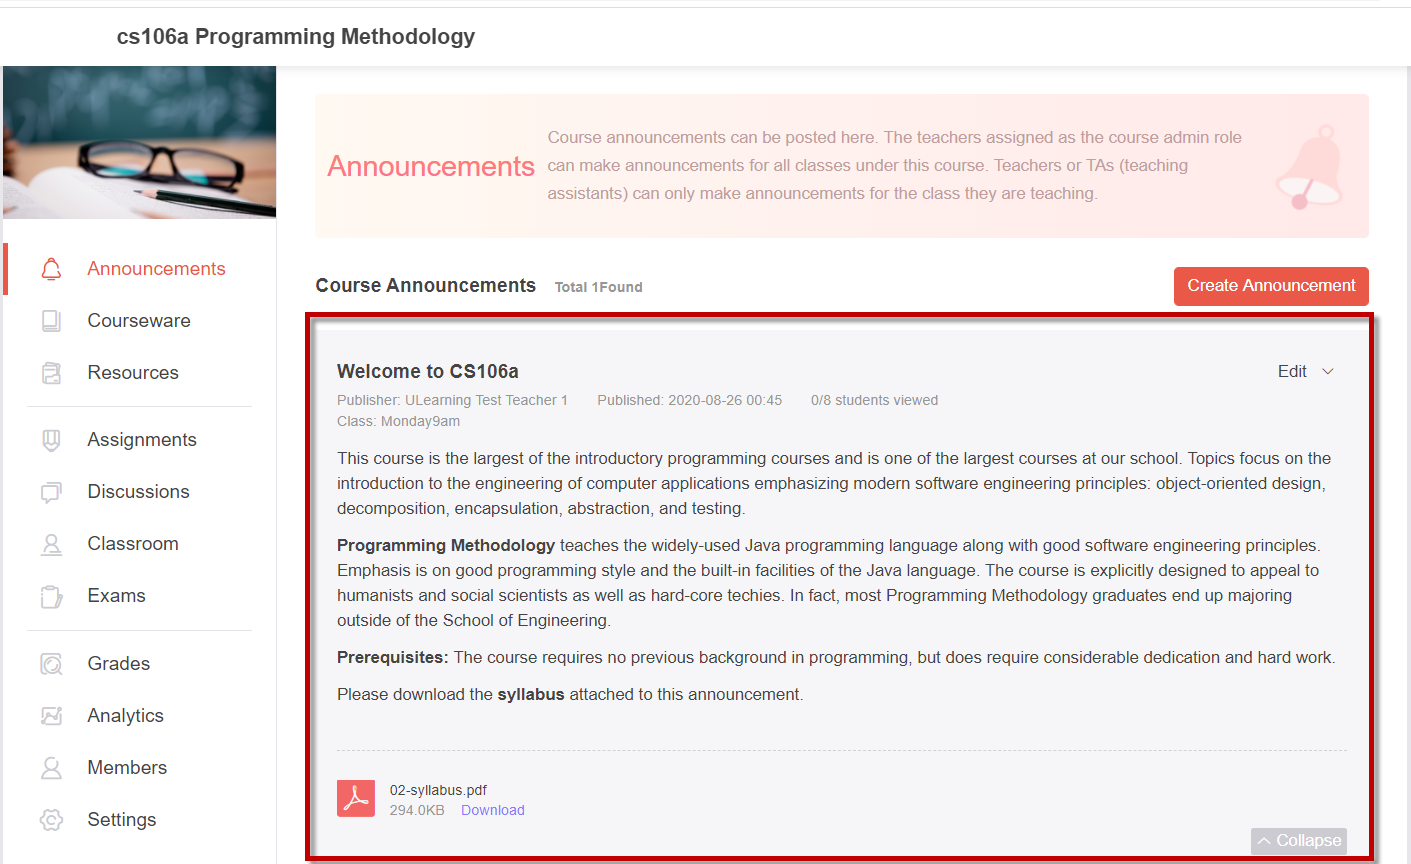 cs106a Programming Methodology
Announcements
Course announcements can be posted here. The teachers assigned as the course admin role
can make announcements for all classes under this course. Teachers or TAs (teaching
assistants) can only make announcements for the class they are teaching.
Announcements
Courseware
Resources
Assignments
Discussions
Classroom
Exams
Grades
Analytics
Members
Settings
Course Announcements Total 1Found
Create Announcement
Welcome to CS106a
Edit
Publisher: ULearning Test Teacher 1 Published: 2020-08-26 00:45 0/8 students viewed
Class: Monday9am
This course is the largest of the introductory programming courses and is one of the largest courses at our school. Topics focus on the
introduction to the engineering of computer applications emphasizing modern software engineering principles: object-oriented design,
decomposition, encapsulation, abstraction, and testing.
Programming Methodology teaches the widely-used Java programming language along with good software engineering principles.
Emphasis is on good programming style and the built-in facilities of the Java language. The course is explicitly designed to appeal to
humanists and social scientists as well as hard-core techies. In fact, most Programming Methodology graduates end up majoring
outside of the School of Engineering.
Prerequisites: The course requires no previous background in programming, but does require considerable dedication and hard work.
Please download the syllabus attached to this announcement.
02-syllabus.pdf
294.0KB Download
Collapse